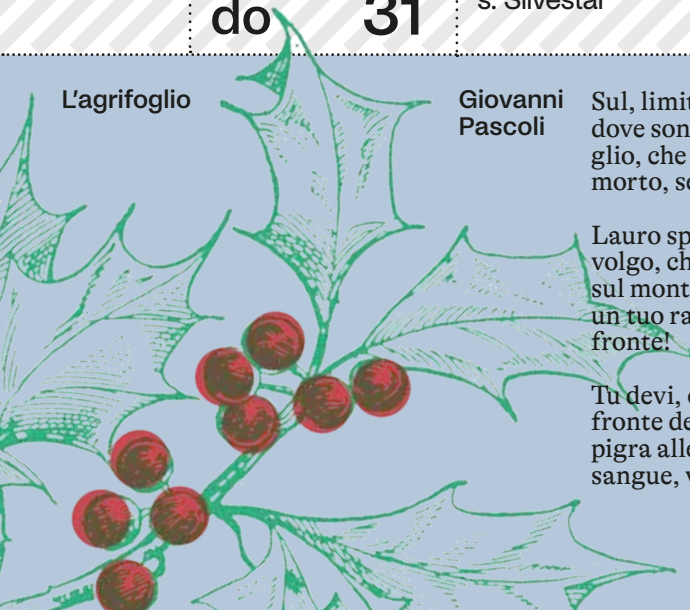 do
31
s. Silvestar
L'agrifoglio
Giovanni
Pascoli
Sul, limit
dove son
glio, che
morto, se
Lauro sp
volgo, ch
sul mont
un tuo ra
fronte!
Tu devi,
fronte de
pigra alle
sangue, v